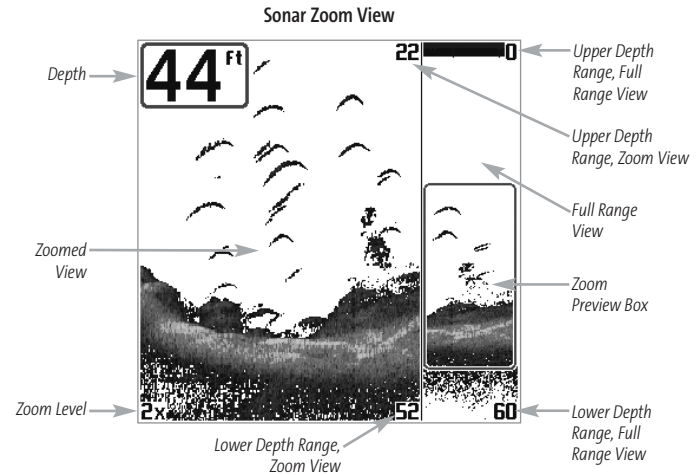 Sonar Zoom View
44 Ft
22
0
Depth
Upper Depth
Range, Full
Range View
Upper Depth
Range, Zoom View
Full Range
View
Zoomed
View
Zoom
Preview Box
Zoom Level
2x
52
60
Lower Depth Range,
Zoom View
Lower Depth
Range, Full
Range View